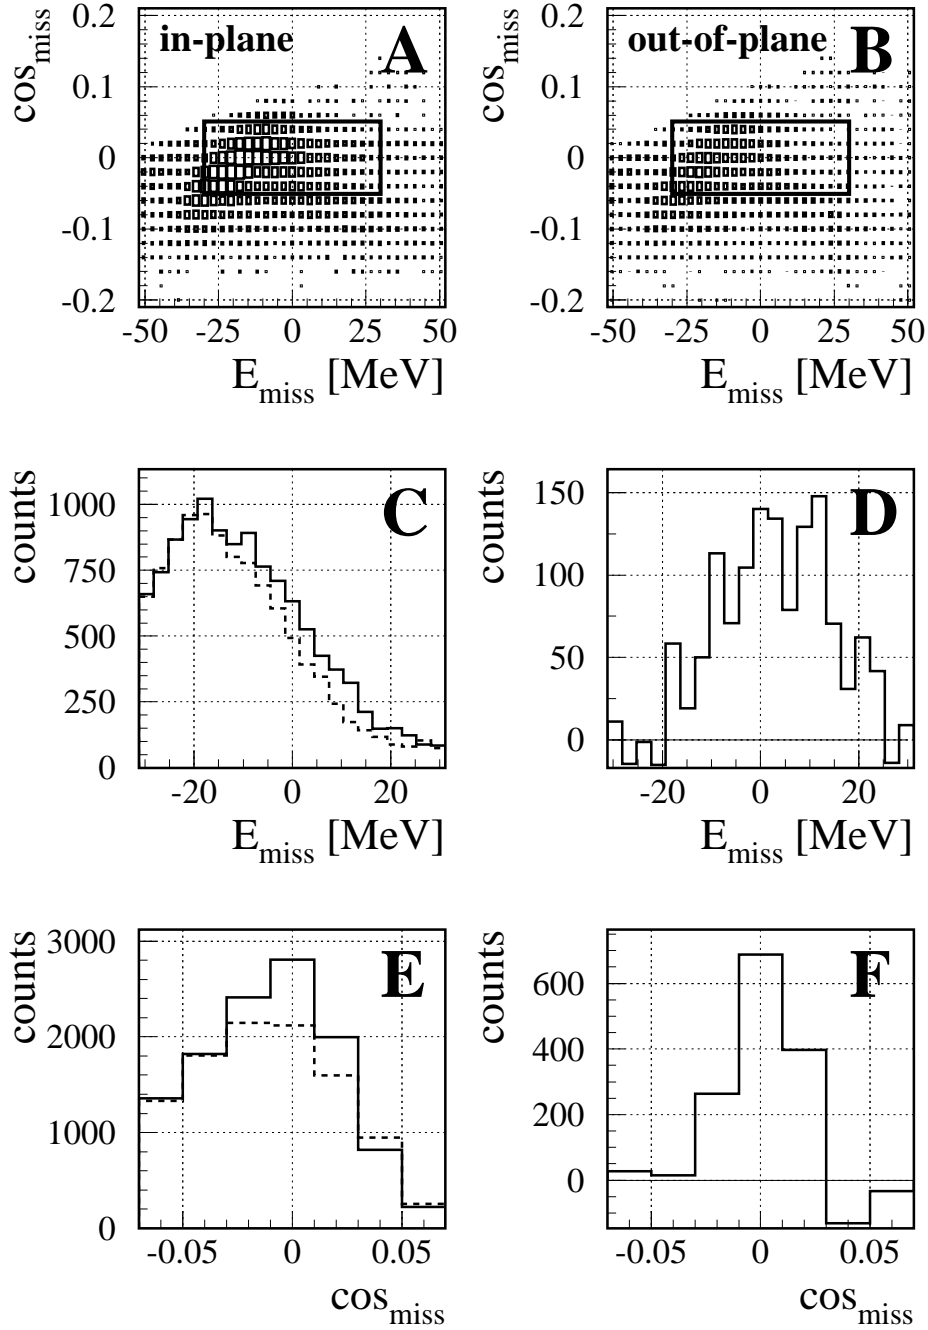 cos_miss
in-plane
A
0.1
0
-0.1
-0.2
-50 -25 0 25 50
E_miss [MeV]
cos_miss
out-of-plane
B
0.1
0
-0.1
-0.2
-50 -25 0 25 50
E_miss [MeV]
counts
C
1000
750
500
250
0
-20 0 20
E_miss [MeV]
counts
D
150
100
50
0
-20 0 20
E_miss [MeV]
counts
E
3000
2000
1000
0
-0.05 0 0.05
cos_miss
counts
F
600
400
200
0
-0.05 0 0.05
cos_miss